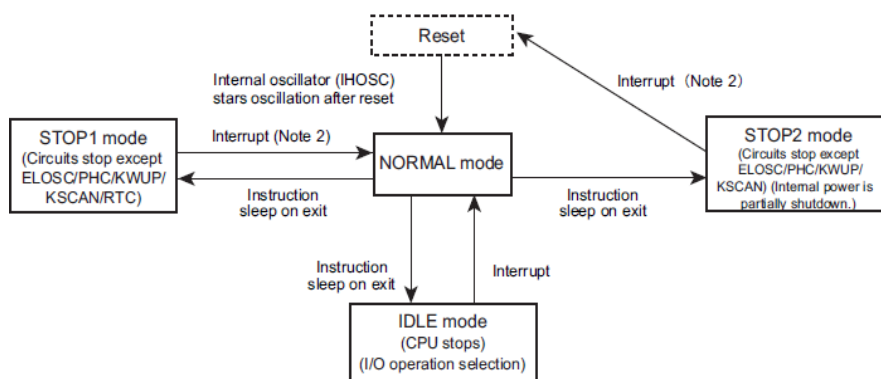 Reset
Internal oscillator (IHOSC)
stars oscillation after reset
Interrupt (Note 2)
STOP1 mode
(Circuits stop except
ELOSC/PHC/KWUP/
KSCAN/RTC)
Interrupt (Note 2)
Instruction
sleep on exit
NORMAL mode
Instruction
sleep on exit
STOP2 mode
(Circuits stop except
ELOSC/PHC/KWUP/
KSCAN) (Internal power is
partially shutdown.)
Instruction
sleep on exit
Interrupt
IDLE mode
(CPU stops)
(I/O operation selection)